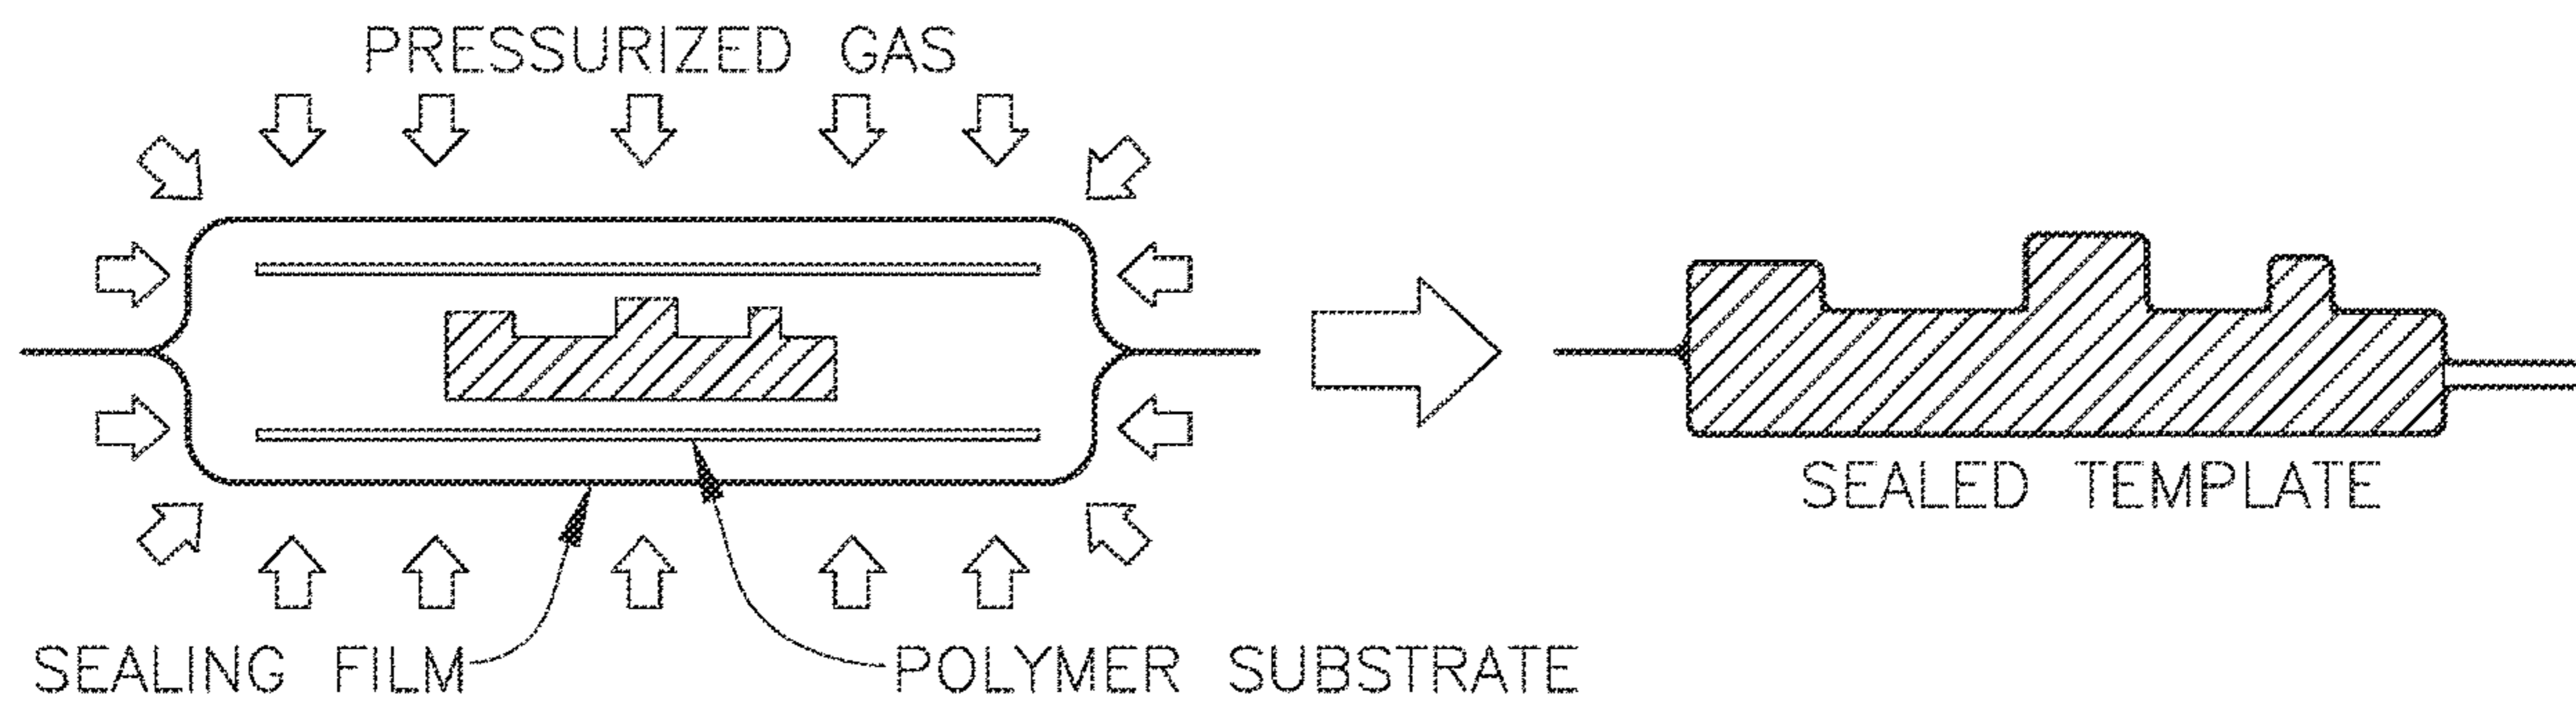 PRESSURIZED GAS
SEALED TEMPLATE
SEALING FILM
POLYMER SUBSTRATE